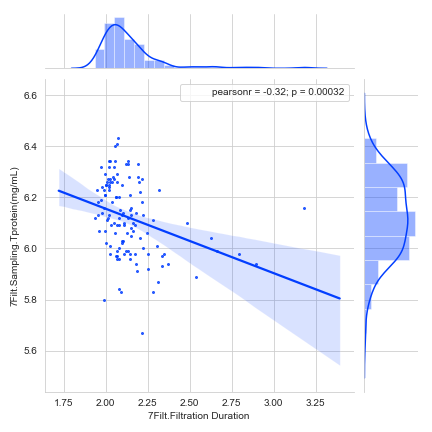 pearsonr = -0.32; p = 0.00032
6.6
6.4
6.2
6.0
5.8
5.6
7Filt.Sampling.Tprotein(mg/mL)
1.75 2.00 2.25 2.50 2.75 3.00 3.25
7Filt.Filtration Duration